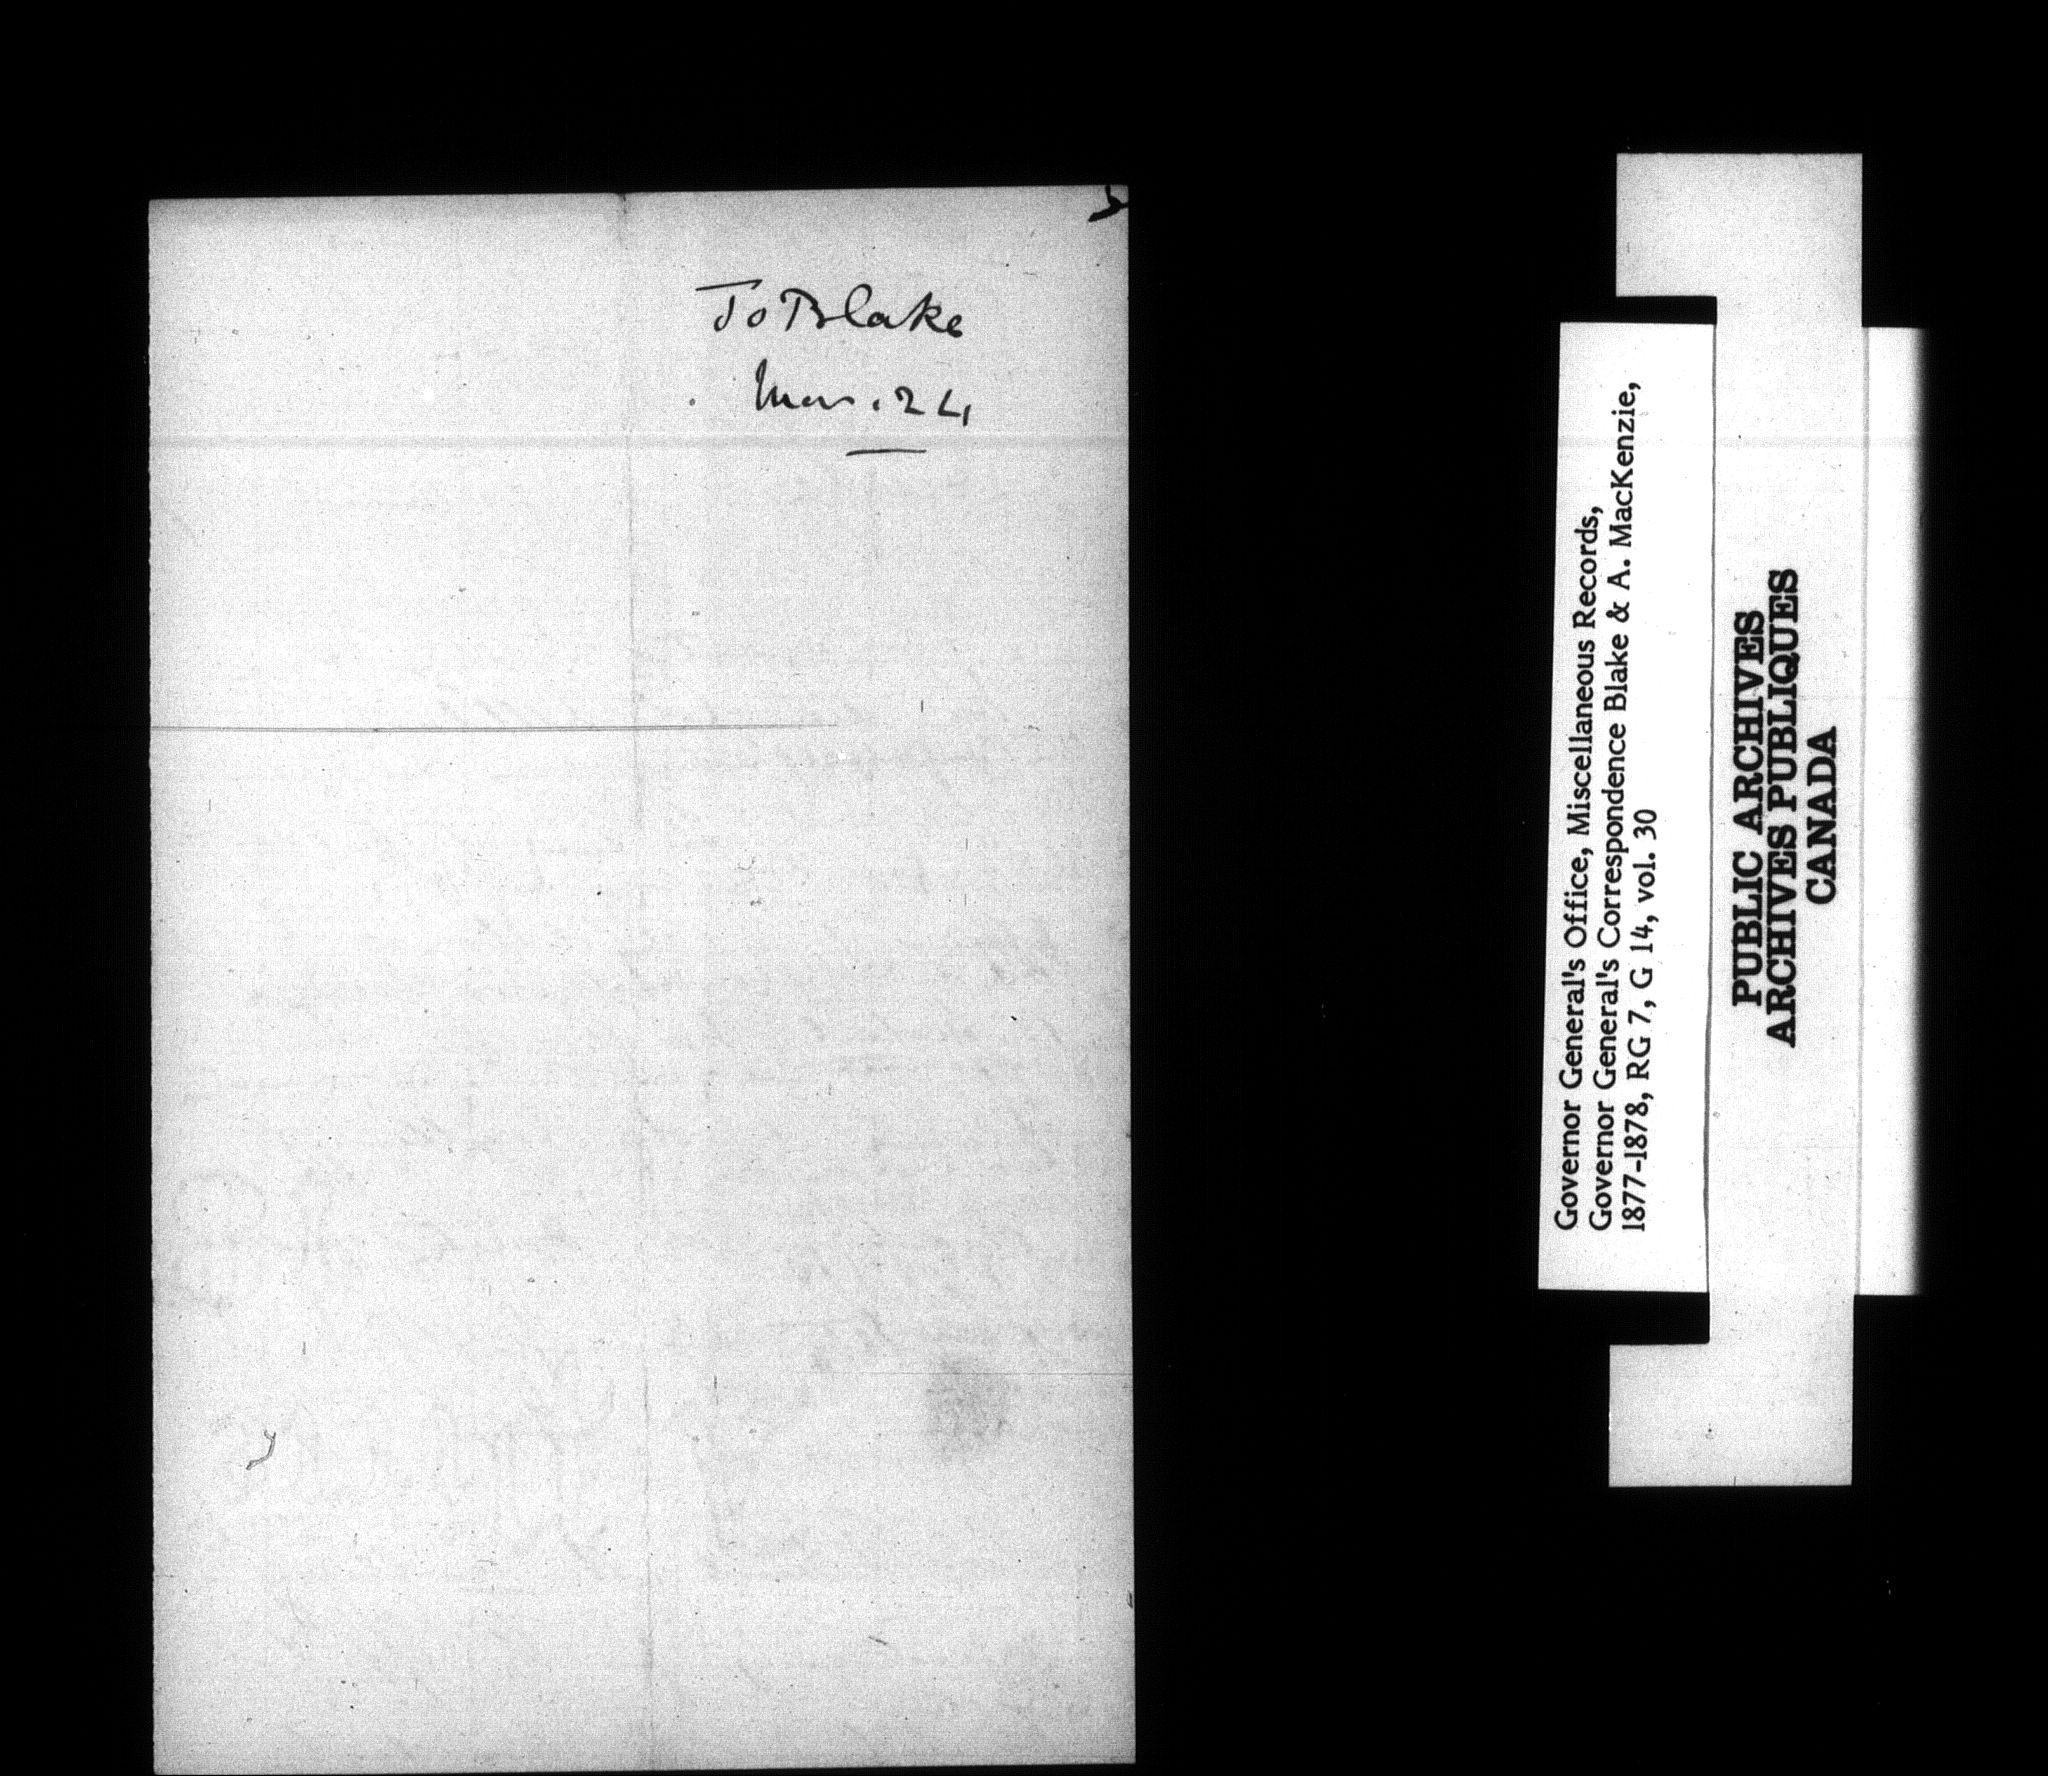 To Blake
Mar. 24
Governor General's Office, Miscellaneous Records,
Governor General's Correspondence Blake & A. MacKenzie,
1877-1878, RG 7, G 14, vol. 30
PUBLIC ARCHIVES
ARCHIVES PUBLIQUES
CANADA